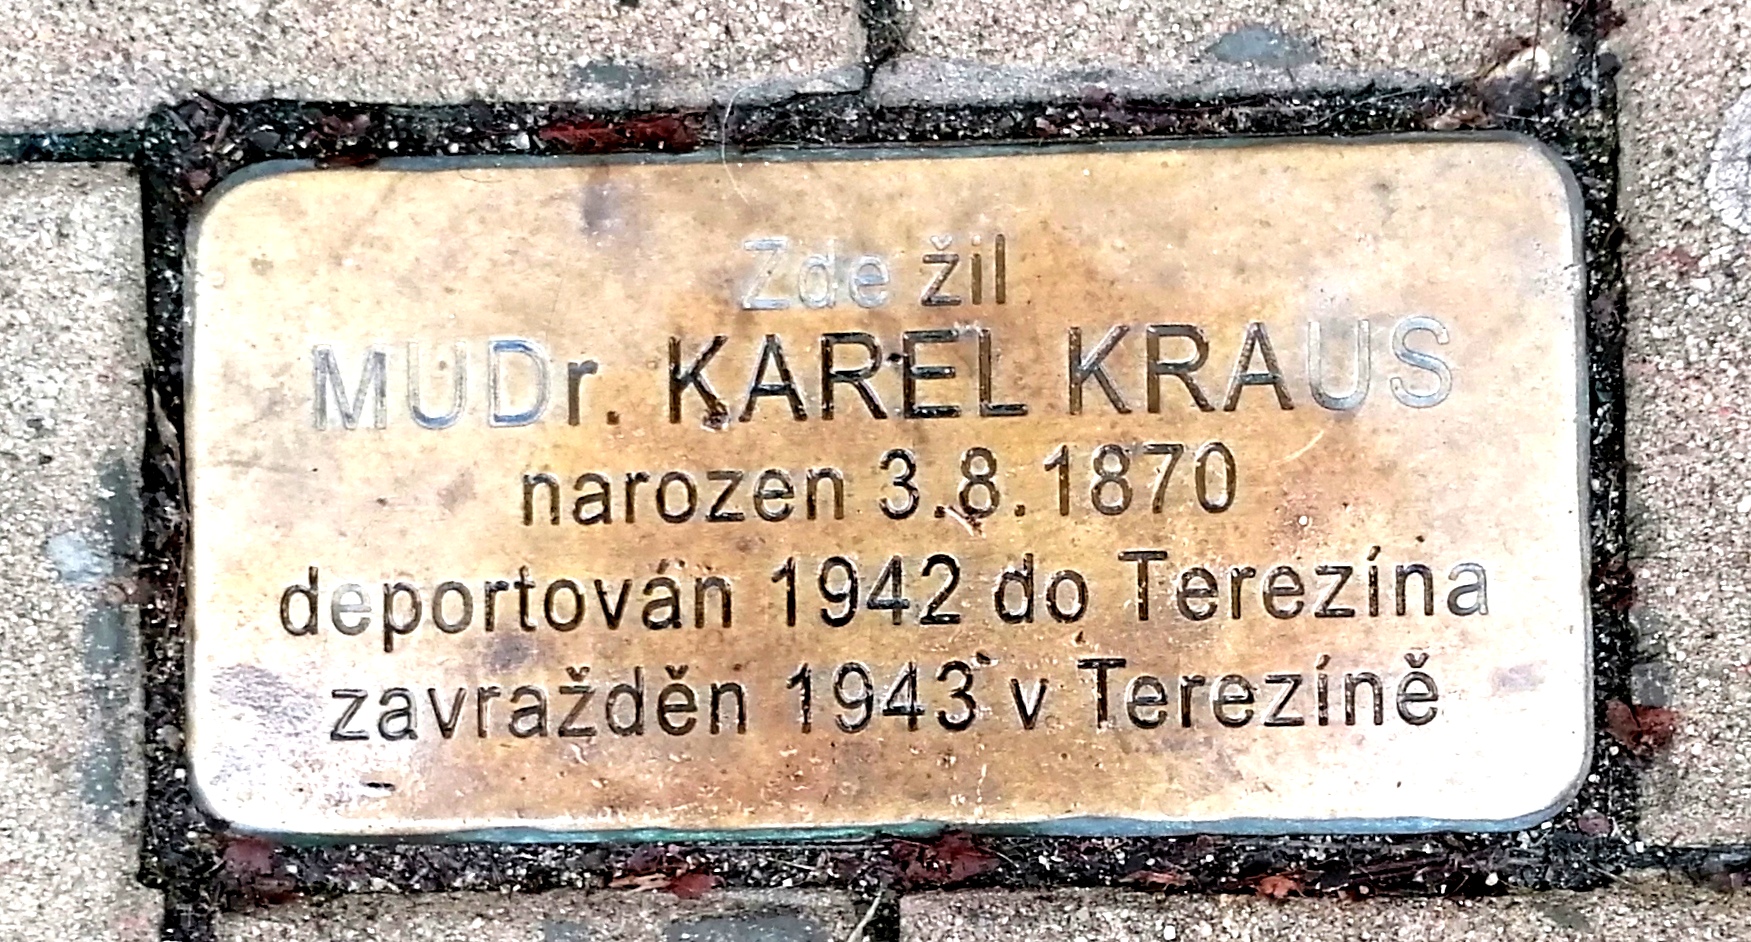 Zde žil
MUDr. KAREL KRAUS
narozen 3.8.1870
deportován 1942 do Terezína
zavražděn 1943 v Terezíně